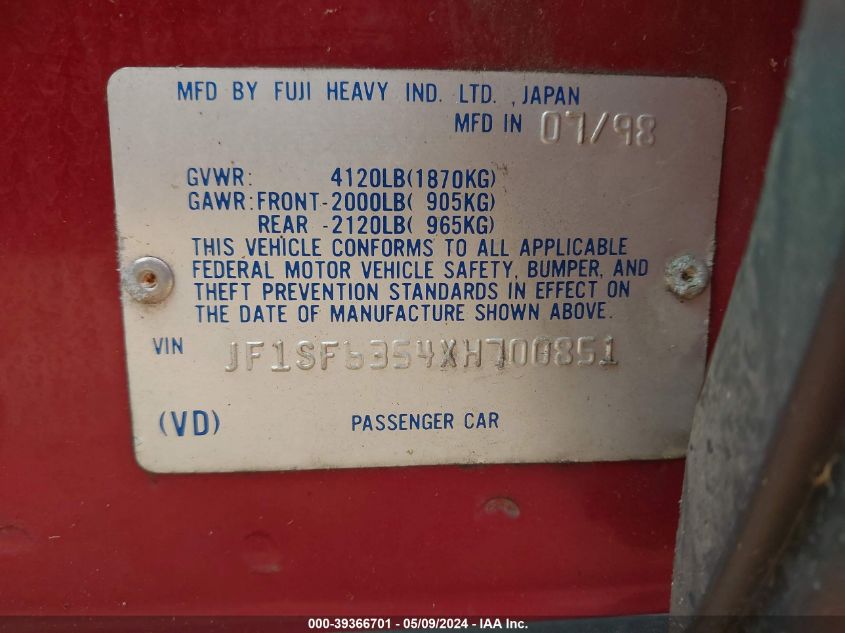 MFD BY FUJI HEAVY IND. LTD. ,JAPAN
MFD IN 07/98
GVWR: 4120LB(1870KG)
GAWR:FRONT-2000LB( 905KG)
REAR -2120LB( 965KG)
THIS VEHICLE CONFORMS TO ALL APPLICABLE
FEDERAL MOTOR VEHICLE SAFETY, BUMPER, AND
THEFT PREVENTION STANDARDS IN EFFECT ON
THE DATE OF MANUFACTURE SHOWN ABOVE.
VIN JF1SF6354XH700851
(VD) PASSENGER CAR
000-39366701 - 05/09/2024 - IAA Inc.